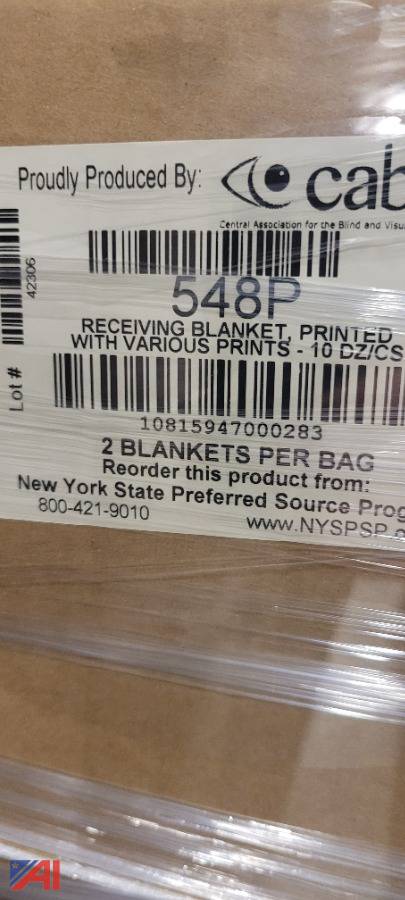 Proudly Produced By:
cab
Central Association for the Blind and Visu
548P
RECEIVING BLANKET, PRINTED
WITH VARIOUS PRINTS - 10 DZ/CS
Lot # 42306
10815947000283
2 BLANKETS PER BAG
Reorder this product from:
New York State Preferred Source Prog
800-421-9010
www.NYSPSP.
AI